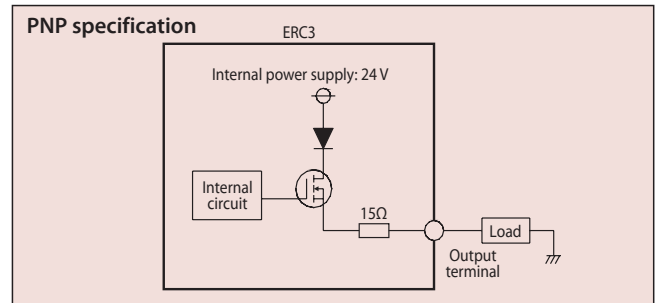 PNP specification
ERC3
Internal power supply: 24 V
Internal
circuit
15Ω
Load
Output
terminal